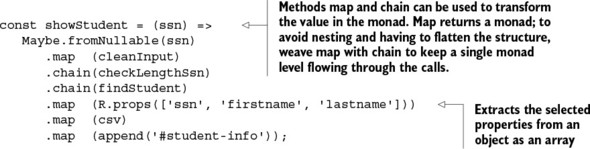 const showStudent = (ssn) =>
Maybe.fromNullable(ssn)
.map (cleanInput)
.chain(checkLengthSsn)
.chain(findStudent)
.map (R.props(['ssn', 'firstname', 'lastname']))
.map (csv)
.map (append('#student-info'));
Methods map and chain can be used to transform
the value in the monad. Map returns a monad; to
avoid nesting and having to flatten the structure,
weave map with chain to keep a single monad
level flowing through the calls.
Extracts the selected
properties from an
object as an array